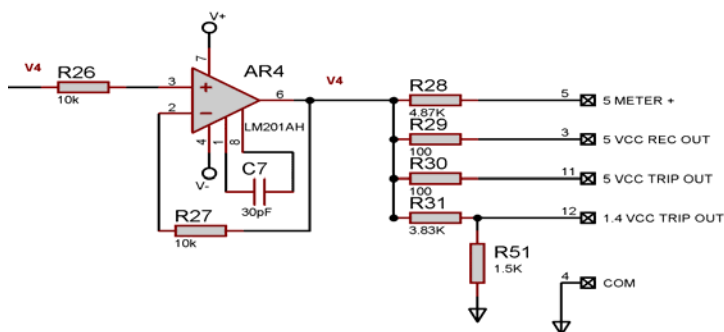 V+
V4
R26
10k
3
7
AR4
6
V4
2
LM201AH
4
1
8
V-
C7
30pF
R27
10k
R28
4.87K
5
5 METER +
R29
100
3
5 VCC REC OUT
R30
100
11
5 VCC TRIP OUT
R31
3.83K
12
1.4 VCC TRIP OUT
R51
1.5K
4
COM